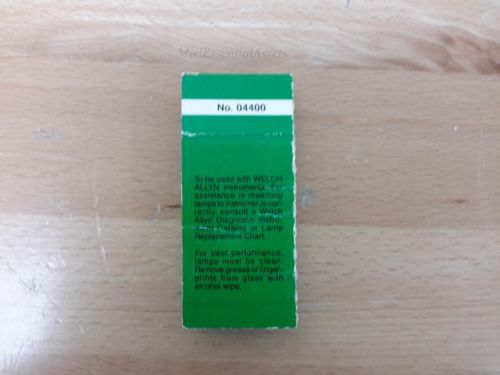 MedEssentialAssets
No. 04400
To be used with WELCH
ALLYN instruments. For
assistance in matching
lamps to instruments cor-
rectly, consult a Welch
Allyn Diagnostic Instru-
ment Catalog or Lamp
Replacement Chart.
For best performance,
lamps must be clean.
Remove grease or finger-
prints from glass with
alcohol wipe.